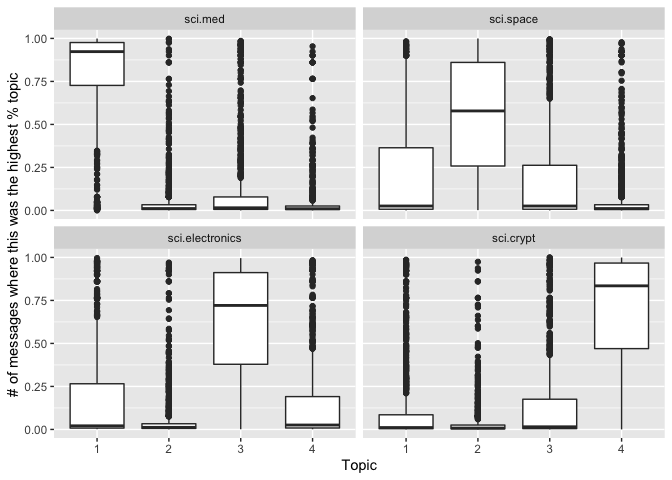 sci.med
sci.space
1.00
0.75
0.50
0.25
0.00
sci.electronics
sci.crypt
1.00
0.75
0.50
0.25
0.00
1 2 3 4
1 2 3 4
Topic
# of messages where this was the highest % topic